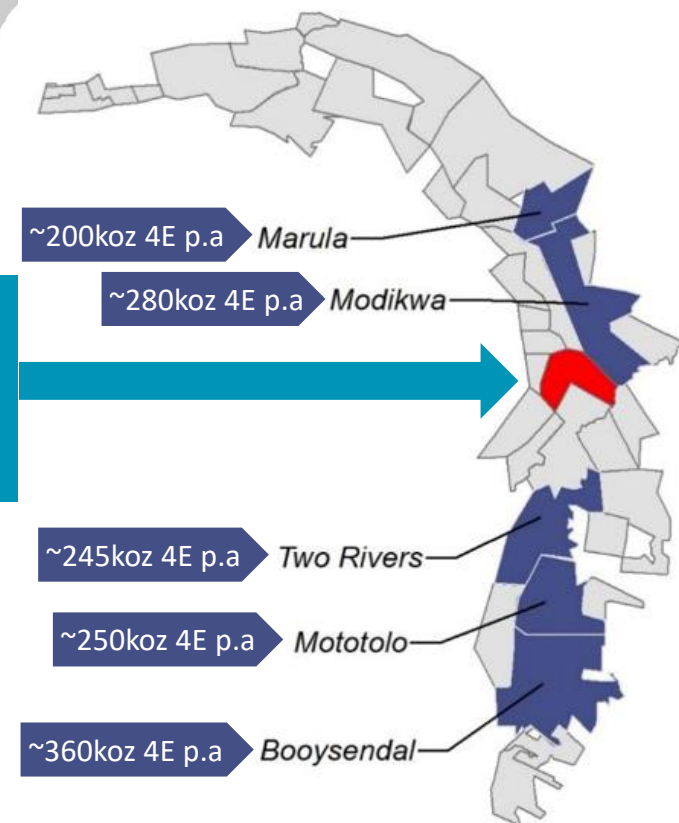 ~200koz 4E p.a Marula
~280koz 4E p.a Modikwa
~245koz 4E p.a Two Rivers
~250koz 4E p.a Mototolo
~360koz 4E p.a Booysendal